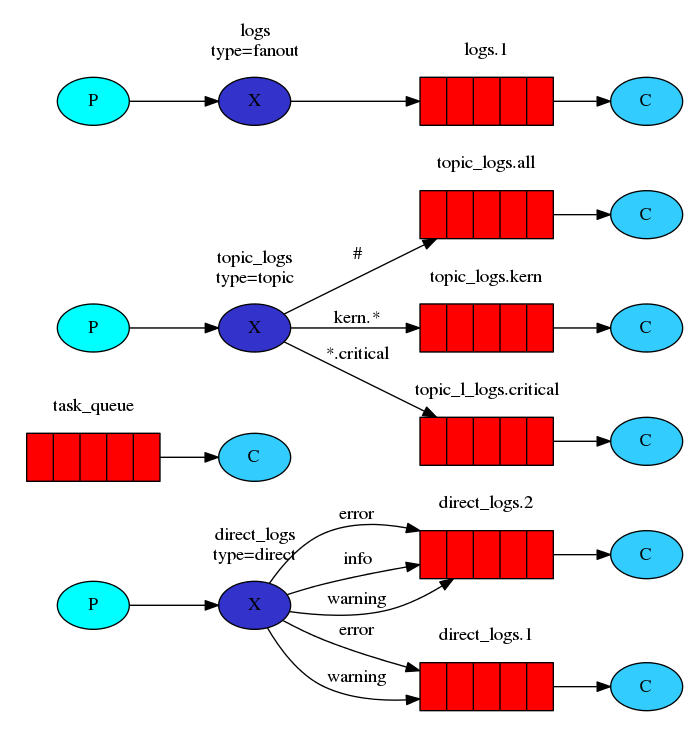 logs
type=fanout
logs.1
P
X
C
topic_logs.all
C
topic_logs
type=topic
#
topic_logs.kern
P
X
kern.*
C
*.critical
topic_l_logs.critical
C
task_queue
C
direct_logs.2
error
direct_logs
type=direct
info
C
warning
P
X
error
direct_logs.1
warning
C